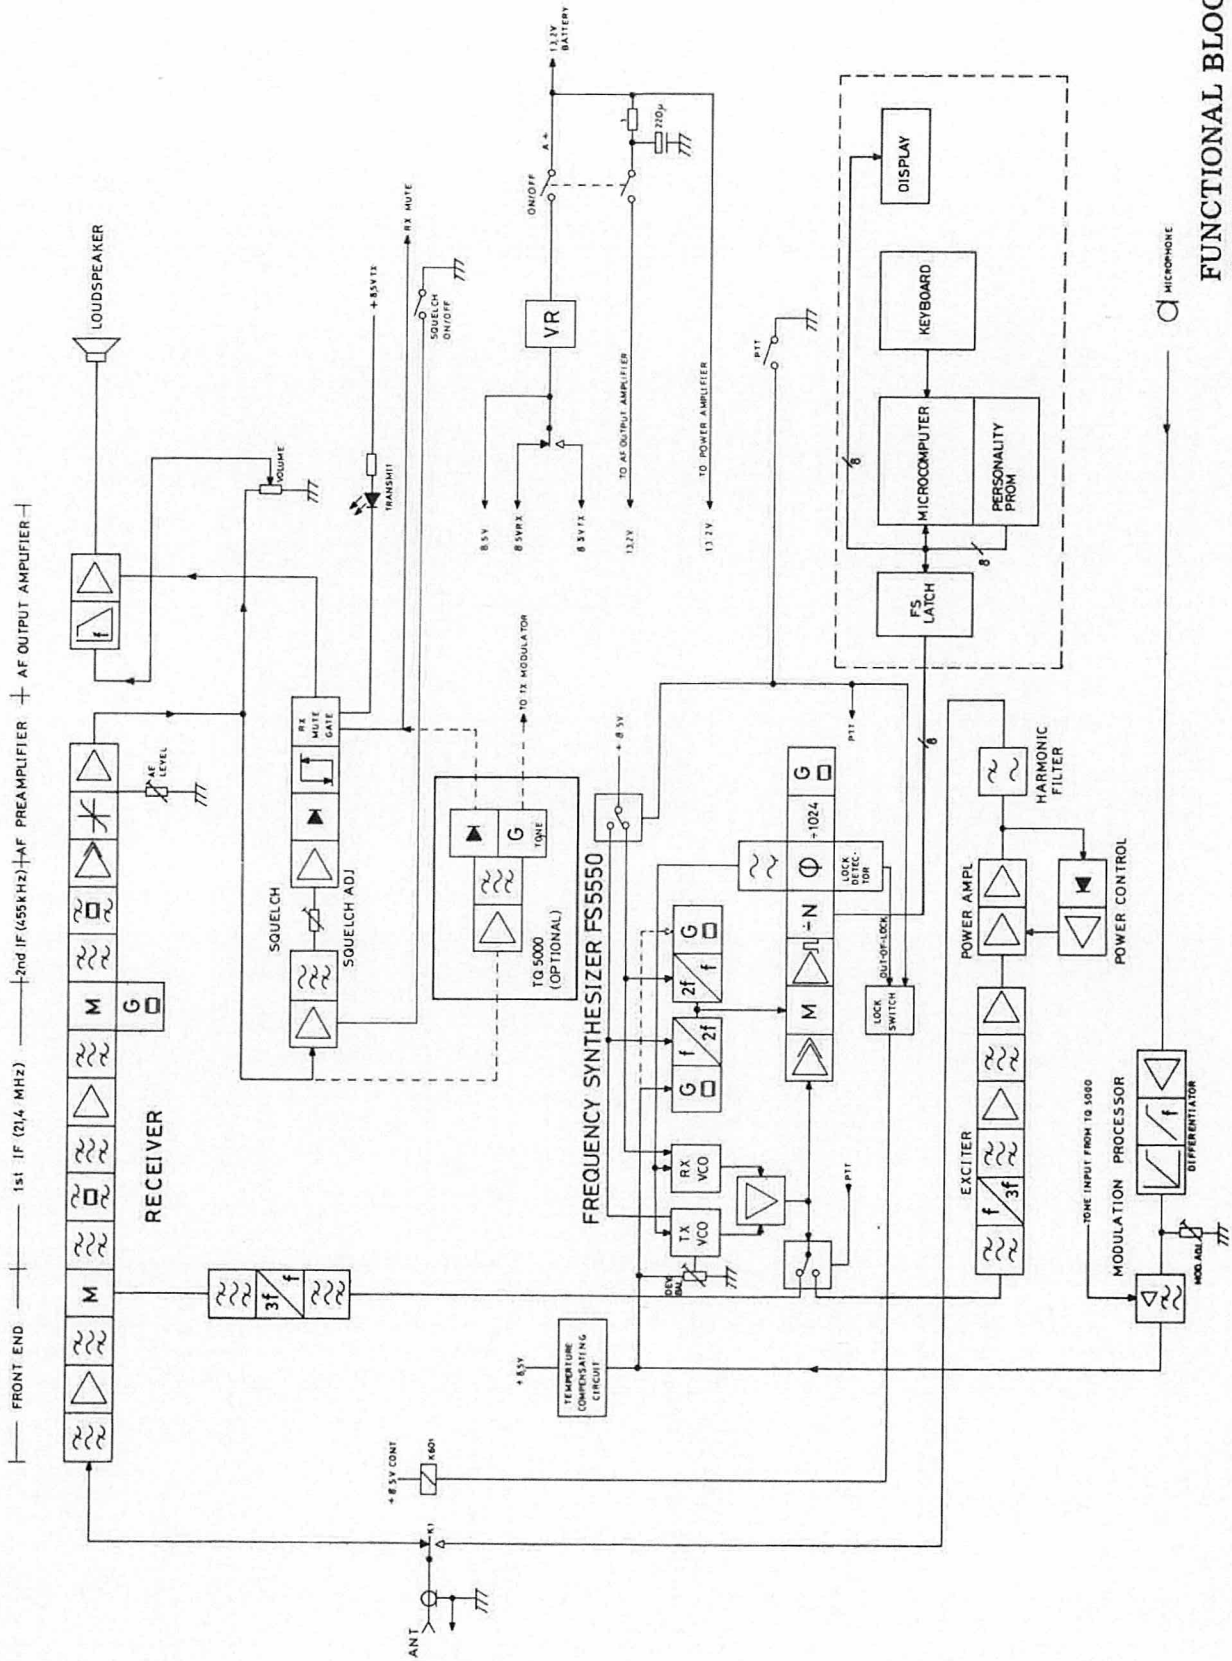 FRONT END
1st IF (21,4 MHz)
2nd IF (455kHz)
AF PREAMPLIFIER
AF OUTPUT AMPLIFIER
M
M
G
f
LOUDSPEAKER
VOLUME
AF LEVEL
RECEIVER
3f
f
SQUELCH
SQUELCH ADJ
RX
MUTE
GATE
TRANSMIT
+ 8,5V TX
RX MUTE
SQUELCH
ON/OFF
TQ 5000
(OPTIONAL)
G
TONE
TO TX MODULATOR
8.5V
8.5VRX
8.5VTX
13,2V
13.2V
VR
ON/OFF
A +
13,2V
BATTERY
220µ
TO AF OUTPUT AMPLIFIER
TO POWER AMPLIFIER
PTT
ANT
K1
+ 8.5V CONT
K601
+8,5V
TEMPERATURE
COMPENSATING
CIRCUIT
FREQUENCY SYNTHESIZER FS5550
TX
VCO
RX
VCO
G
f
2f
2f
f
G
+ 8.5V
M
÷N
φ
÷1024
G
LOCK
DETEC-
TOR
OUT-OF-LOCK
LOCK
SWITCH
PTT
PTT
8
FS
LATCH
MICROCOMPUTER
PERSONALITY
PROM
8
8
KEYBOARD
DISPLAY
EXCITER
f
3f
POWER AMPL
POWER CONTROL
HARMONIC
FILTER
TONE INPUT FROM TQ 5000
MODULATION PROCESSOR
f
DIFFERENTIATOR
MOD. ADJ.
MICROPHONE
FUNCTIONAL BLOC